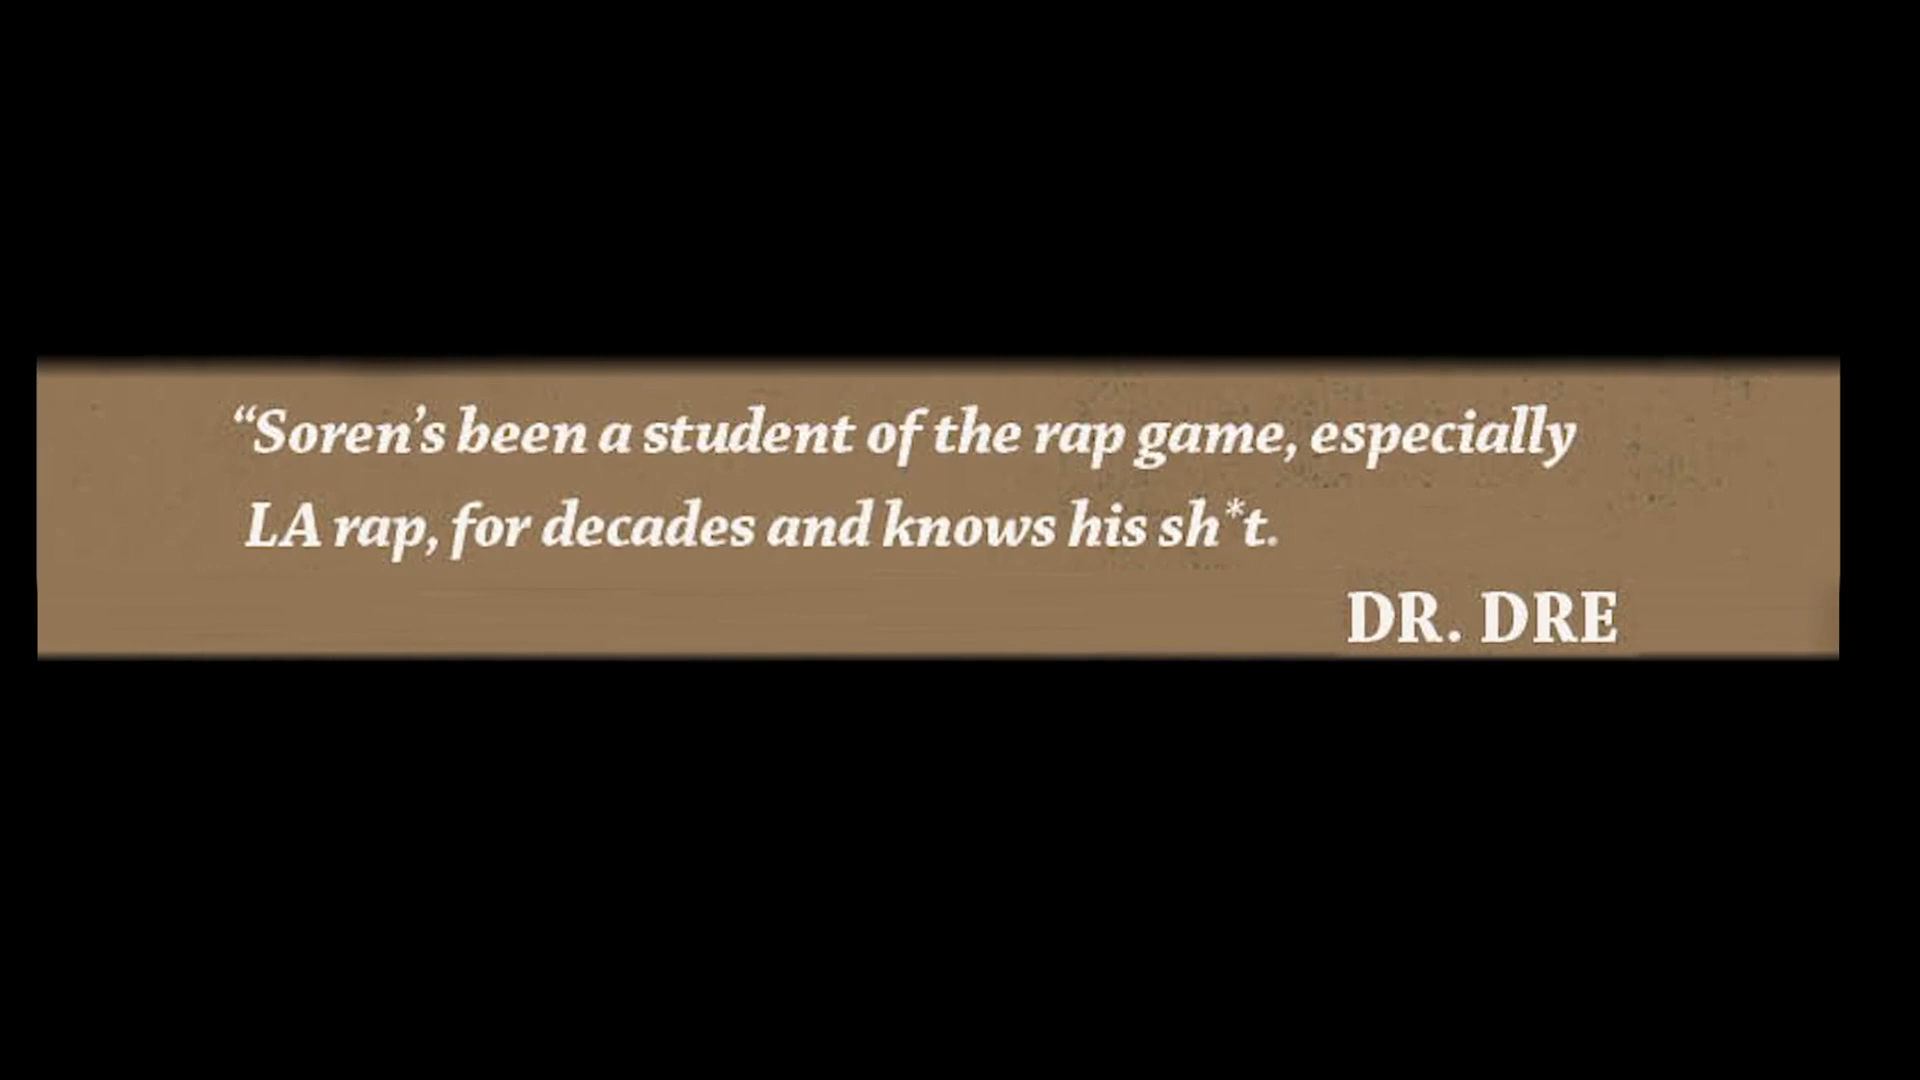 “Soren’s been a student of the rap game, especially
LA rap, for decades and knows his sh*t.
DR. DRE